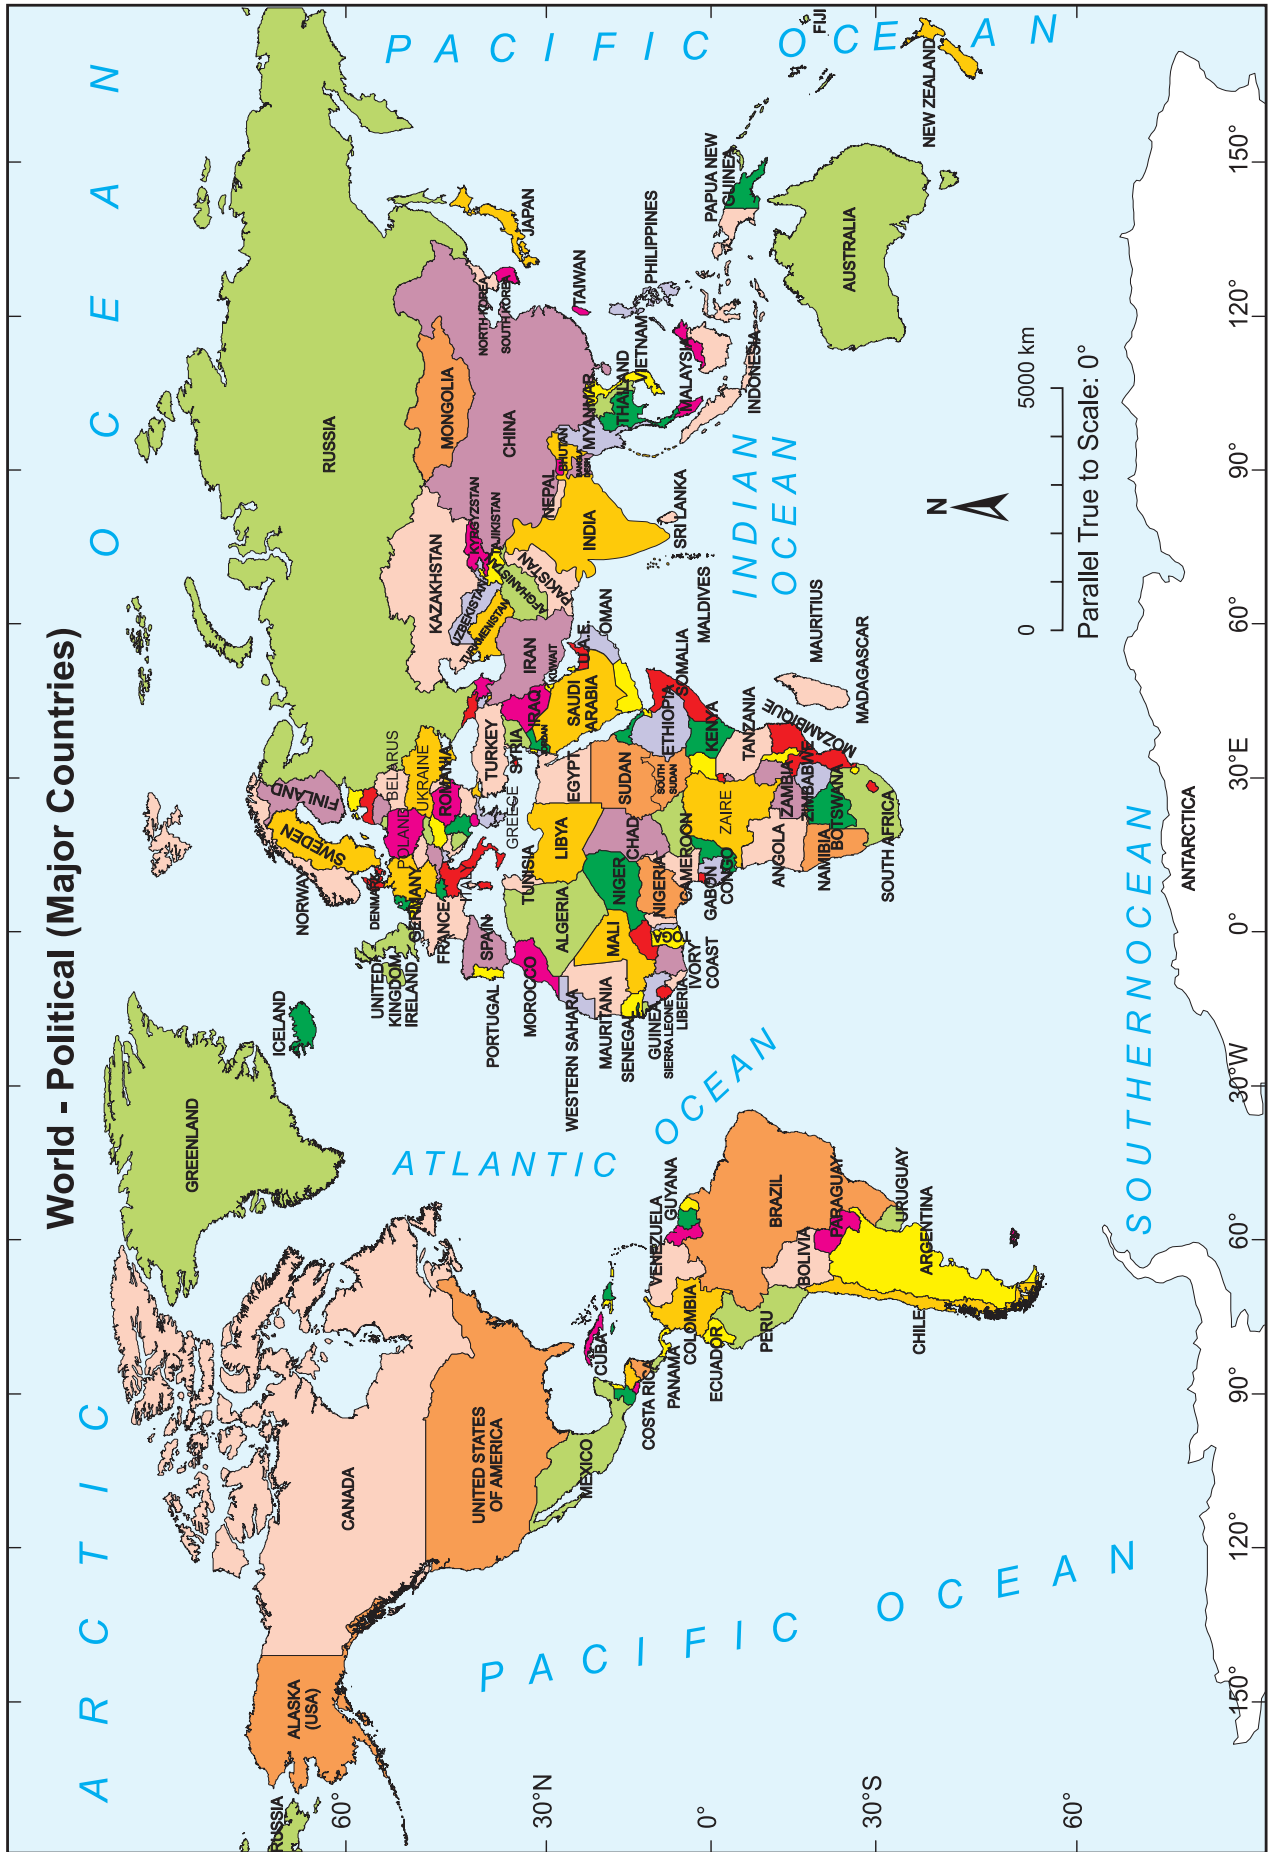 World - Political (Major Countries)
ARCTIC OCEAN
RUSSIA
ALASKA
(USA)
CANADA
GREENLAND
ICELAND
UNITED STATES
OF AMERICA
MEXICO
CUBA
COSTA RICA
PANAMA
COLOMBIA
ECUADOR
VENEZUELA
GUYANA
PERU
BRAZIL
BOLIVIA
PARAGUAY
URUGUAY
ARGENTINA
CHILE
PACIFIC OCEAN
ATLANTIC
OCEAN
NORWAY
SWEDEN
FINLAND
DENMARK
UNITED
KINGDOM
IRELAND
GERMANY
POLAND
BELARUS
UKRAINE
ROMANIA
FRANCE
ITALY
SPAIN
PORTUGAL
GREECE
TURKEY
SYRIA
IRAQ
IRAN
KUWAIT
SAUDI
ARABIA
U.A.E.
OMAN
RUSSIA
KAZAKHSTAN
UZBEKISTAN
TURKMENISTAN
KYRGYZSTAN
TAJIKISTAN
AFGHANISTAN
PAKISTAN
MONGOLIA
CHINA
NORTH KOREA
SOUTH KOREA
JAPAN
TAIWAN
NEPAL
BHUTAN
INDIA
SRI LANKA
MALDIVES
MYANMAR
THAILAND
VIETNAM
PHILIPPINES
MALAYSIA
INDONESIA
PAPUA NEW
GUINEA
AUSTRALIA
NEW ZEALAND
FIJI
PACIFIC OCEAN
INDIAN
OCEAN
MOROCCO
TUNISIA
ALGERIA
LIBYA
EGYPT
WESTERN SAHARA
MAURITANIA
MALI
NIGER
CHAD
SUDAN
SOUTH
SUDAN
SENEGAL
GUINEA
SIERRA LEONE
LIBERIA
IVORY
COAST
TOGA
NIGERIA
CAMEROON
GABON
CONGO
ZAIRE
ETHIOPIA
SOMALIA
KENYA
TANZANIA
ANGOLA
ZAMBIA
ZIMBABWE
MOZAMBIQUE
NAMIBIA
BOTSWANA
SOUTH AFRICA
MADAGASCAR
MAURITIUS
SOUTHERNOCEAN
ANTARCTICA
N
0 5000 km
Parallel True to Scale: 0°
60°
30°N
0°
30°S
60°
150° 120° 90° 60° 30°W 0° 30°E 60° 90° 120° 150°